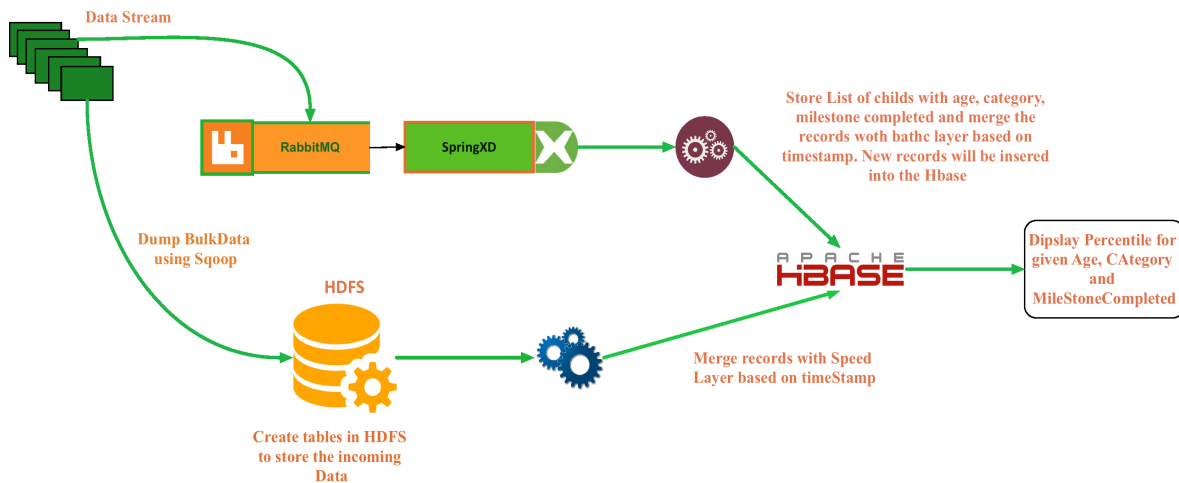 Data Stream
RabbitMQ
SpringXD
Store List of childs with age, category,
milestone completed and merge the
records woth bathc layer based on
timestamp. New records will be insered
into the Hbase
Dump BulkData
using Sqoop
HDFS
APACHE
HBASE
Dipslay Percentile for
given Age, CAtegory
and
MileStoneCompleted
Merge records with Speed
Layer based on timeStamp
Create tables in HDFS
to store the incoming
Data